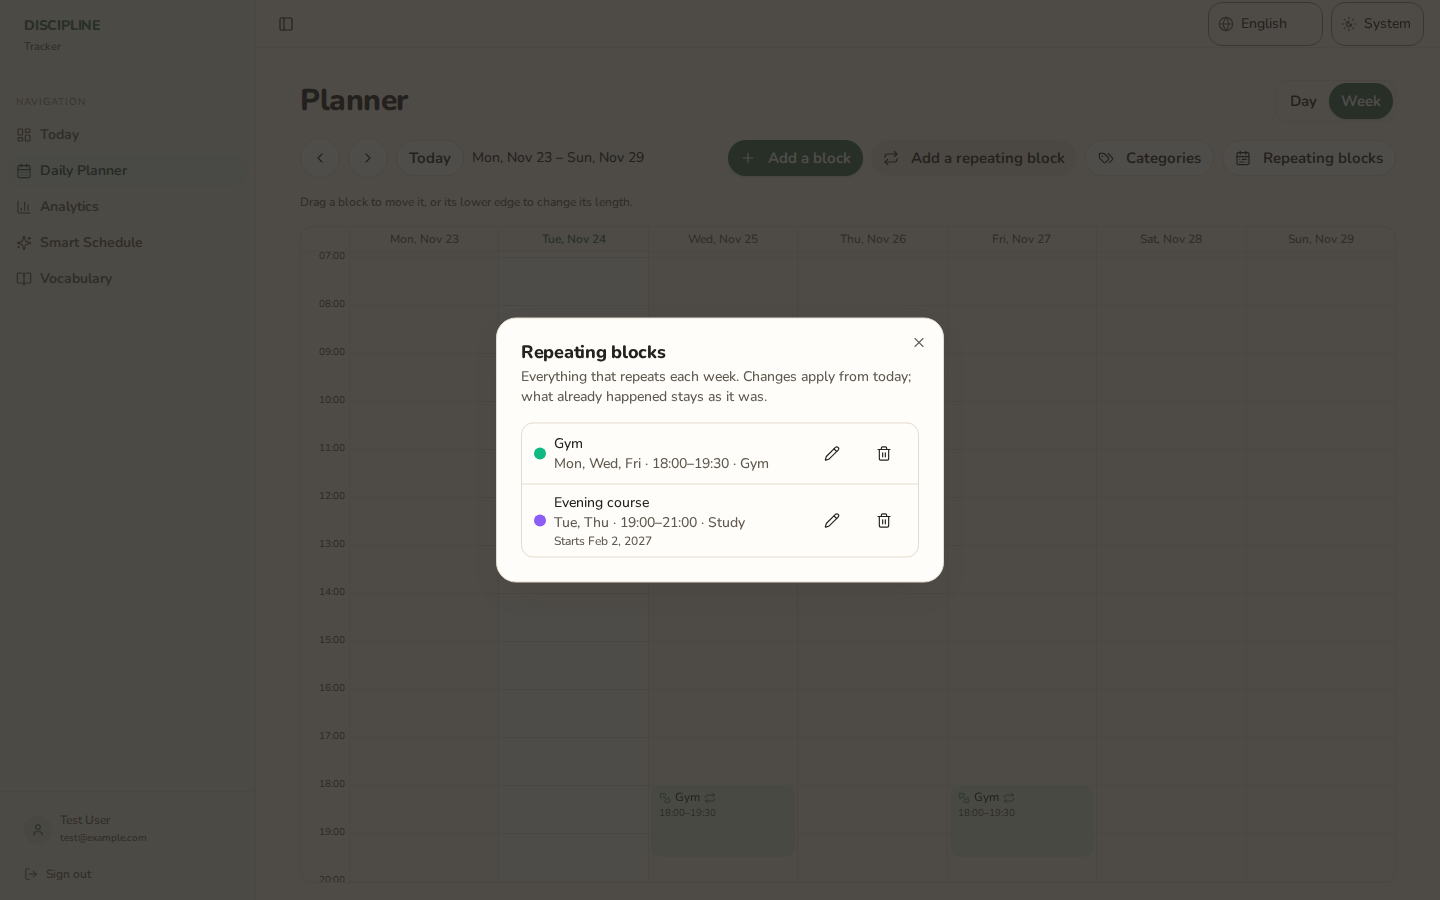 DISCIPLINE
Tracker
English
System
NAVIGATION
Today
Daily Planner
Analytics
Smart Schedule
Vocabulary
Planner
Day
Week
Today
Mon, Nov 23 – Sun, Nov 29
Add a block
Add a repeating block
Categories
Repeating blocks
Drag a block to move it, or its lower edge to change its length.
Mon, Nov 23
Tue, Nov 24
Wed, Nov 25
Thu, Nov 26
Fri, Nov 27
Sat, Nov 28
Sun, Nov 29
07:00
08:00
09:00
10:00
11:00
12:00
13:00
14:00
15:00
16:00
17:00
18:00
19:00
20:00
Repeating blocks
Everything that repeats each week. Changes apply from today;
what already happened stays as it was.
Gym
Mon, Wed, Fri · 18:00–19:30 · Gym
Evening course
Tue, Thu · 19:00–21:00 · Study
Starts Feb 2, 2027
Gym
18:00–19:30
Gym
18:00–19:30
Test User
test@example.com
Sign out